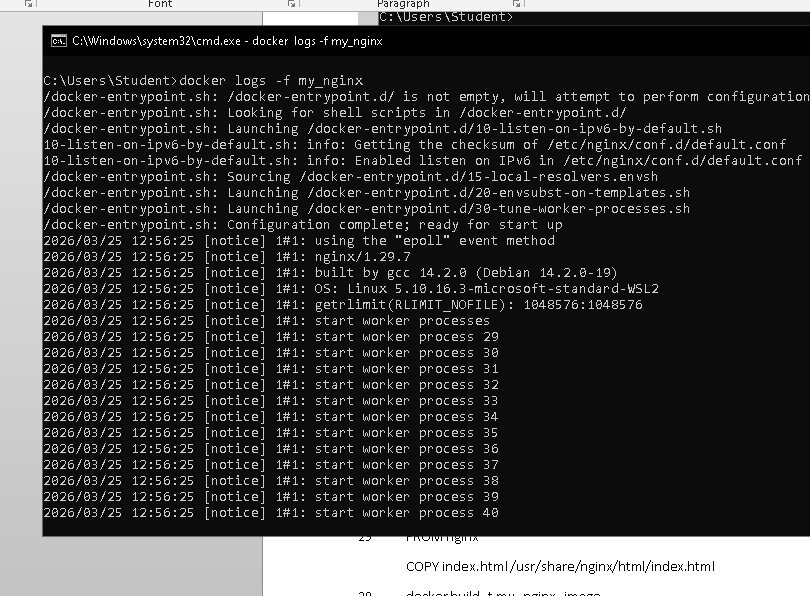 Font
Paragraph
C:\Users\Student>
C:\Windows\system32\cmd.exe - docker logs -f my_nginx
C:\Users\Student>docker logs -f my_nginx
/docker-entrypoint.sh: /docker-entrypoint.d/ is not empty, will attempt to perform configuration
/docker-entrypoint.sh: Looking for shell scripts in /docker-entrypoint.d/
/docker-entrypoint.sh: Launching /docker-entrypoint.d/10-listen-on-ipv6-by-default.sh
10-listen-on-ipv6-by-default.sh: info: Getting the checksum of /etc/nginx/conf.d/default.conf
10-listen-on-ipv6-by-default.sh: info: Enabled listen on IPv6 in /etc/nginx/conf.d/default.conf
/docker-entrypoint.sh: Sourcing /docker-entrypoint.d/15-local-resolvers.envsh
/docker-entrypoint.sh: Launching /docker-entrypoint.d/20-envsubst-on-templates.sh
/docker-entrypoint.sh: Launching /docker-entrypoint.d/30-tune-worker-processes.sh
/docker-entrypoint.sh: Configuration complete; ready for start up
2026/03/25 12:56:25 [notice] 1#1: using the "epoll" event method
2026/03/25 12:56:25 [notice] 1#1: nginx/1.29.7
2026/03/25 12:56:25 [notice] 1#1: built by gcc 14.2.0 (Debian 14.2.0-19)
2026/03/25 12:56:25 [notice] 1#1: OS: Linux 5.10.16.3-microsoft-standard-WSL2
2026/03/25 12:56:25 [notice] 1#1: getrlimit(RLIMIT_NOFILE): 1048576:1048576
2026/03/25 12:56:25 [notice] 1#1: start worker processes
2026/03/25 12:56:25 [notice] 1#1: start worker process 29
2026/03/25 12:56:25 [notice] 1#1: start worker process 30
2026/03/25 12:56:25 [notice] 1#1: start worker process 31
2026/03/25 12:56:25 [notice] 1#1: start worker process 32
2026/03/25 12:56:25 [notice] 1#1: start worker process 33
2026/03/25 12:56:25 [notice] 1#1: start worker process 34
2026/03/25 12:56:25 [notice] 1#1: start worker process 35
2026/03/25 12:56:25 [notice] 1#1: start worker process 36
2026/03/25 12:56:25 [notice] 1#1: start worker process 37
2026/03/25 12:56:25 [notice] 1#1: start worker process 38
2026/03/25 12:56:25 [notice] 1#1: start worker process 39
2026/03/25 12:56:25 [notice] 1#1: start worker process 40
FROM nginx
COPY index.html /usr/share/nginx/html/index.html